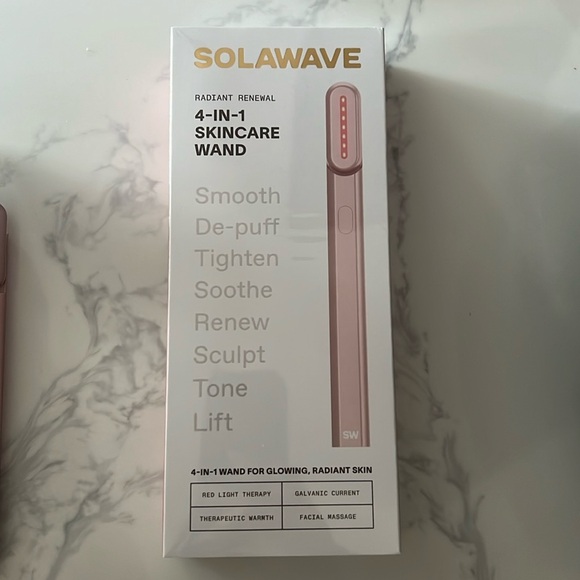 SOLAWAVE
RADIANT RENEWAL
4-IN-1
SKINCARE
WAND
Smooth
De-puff
Tighten
Soothe
Renew
Sculpt
Tone
Lift
SW
4-IN-1 WAND FOR GLOWING, RADIANT SKIN
RED LIGHT THERAPY
GALVANIC CURRENT
THERAPEUTIC WARMTH
FACIAL MASSAGE